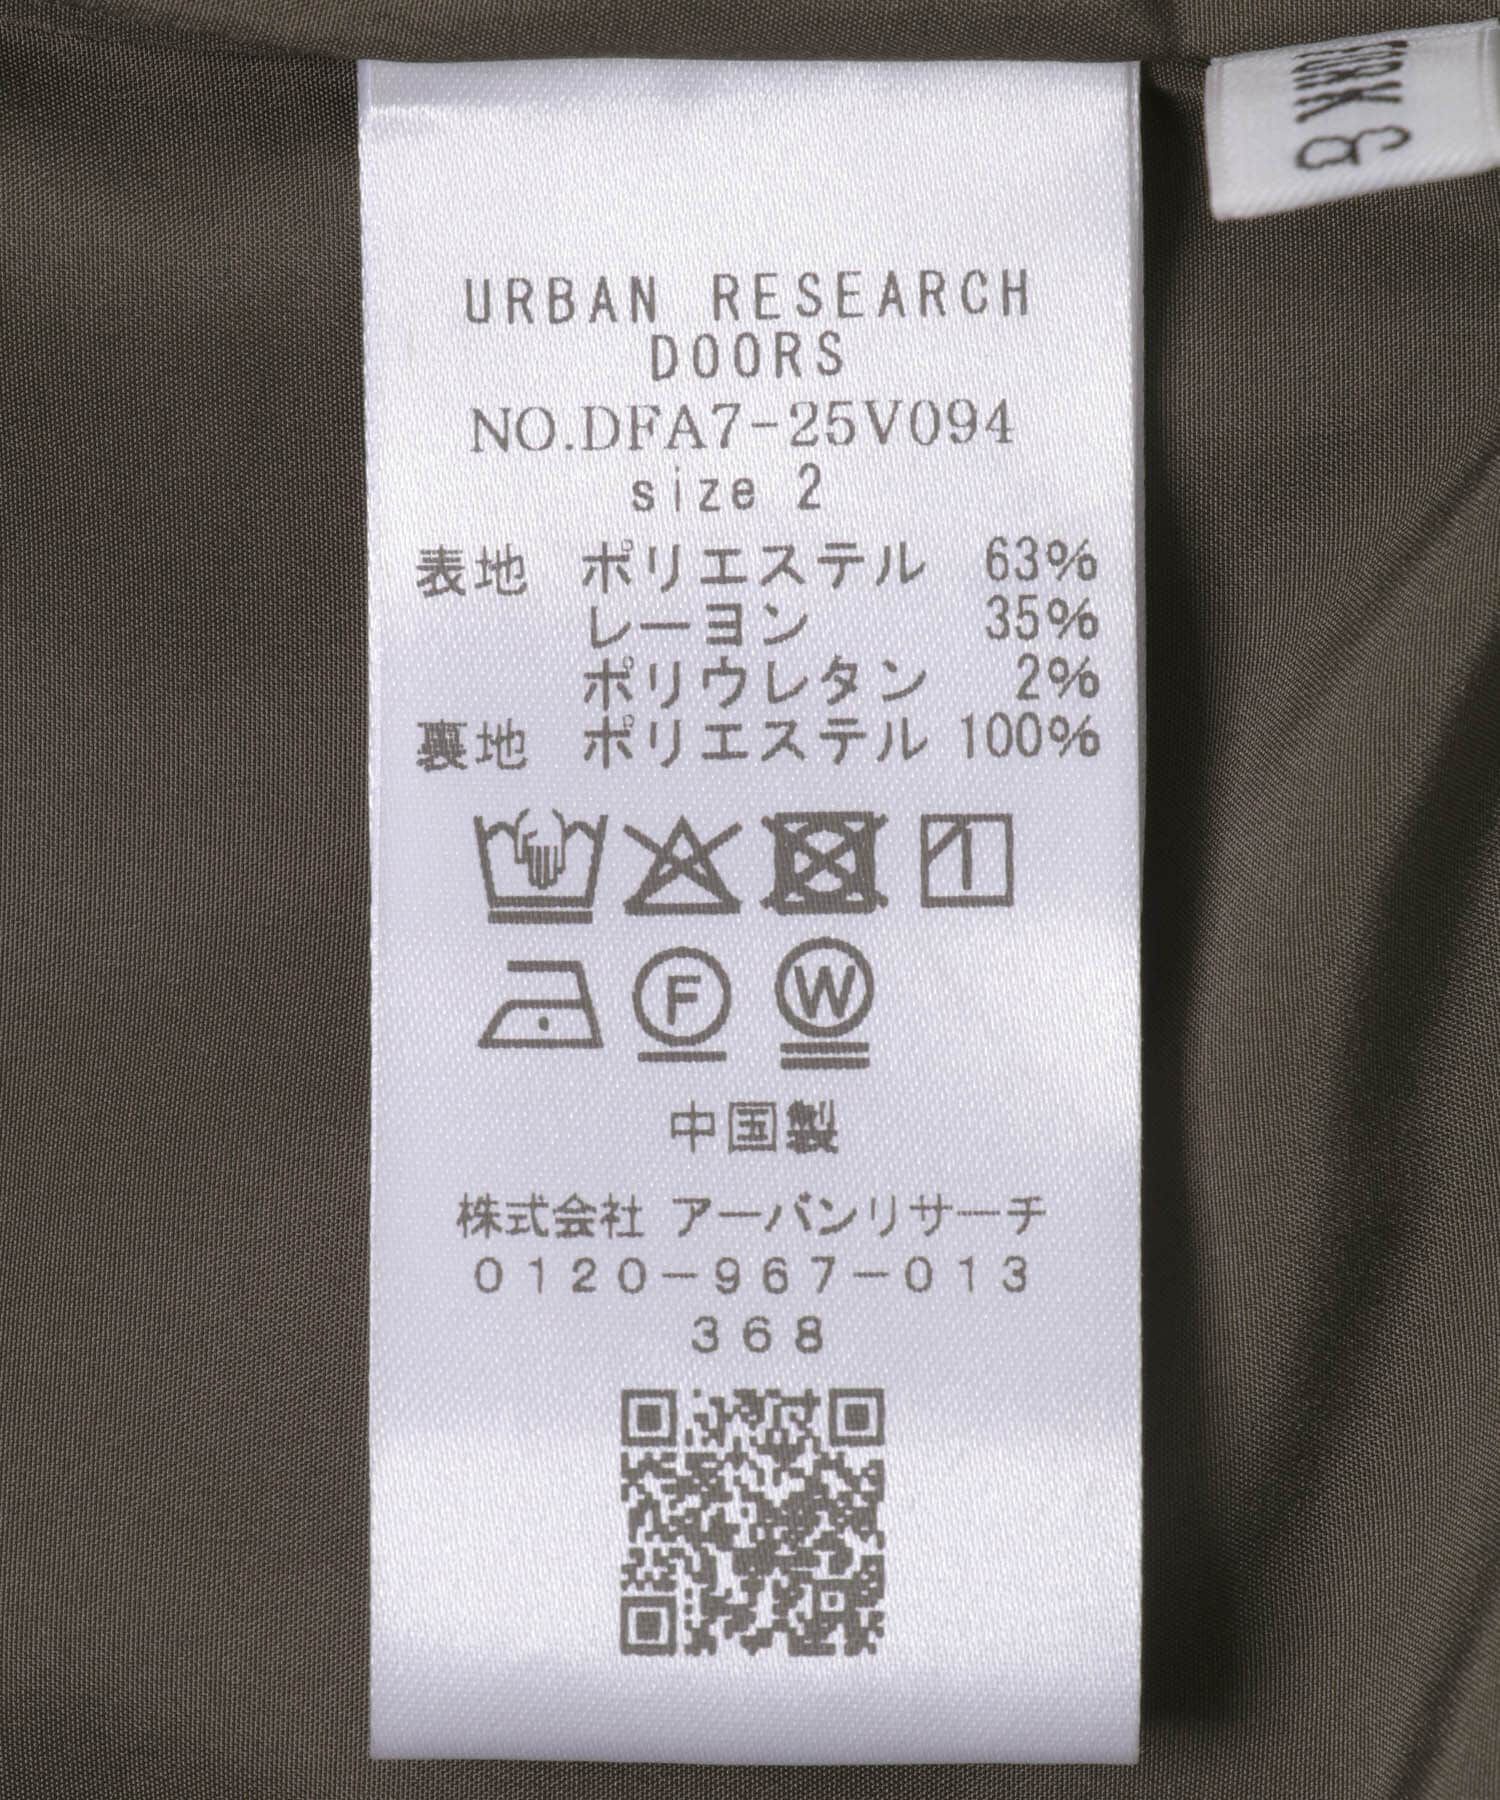 URBAN RESEARCH
DOORS
NO.DFA7-25V094
size 2
表地 ポリエステル 63%
レーヨン 35%
ポリウレタン 2%
裏地 ポリエステル 100%
F W
中国製
株式会社 アーバンリサーチ
0120-967-013
368
&